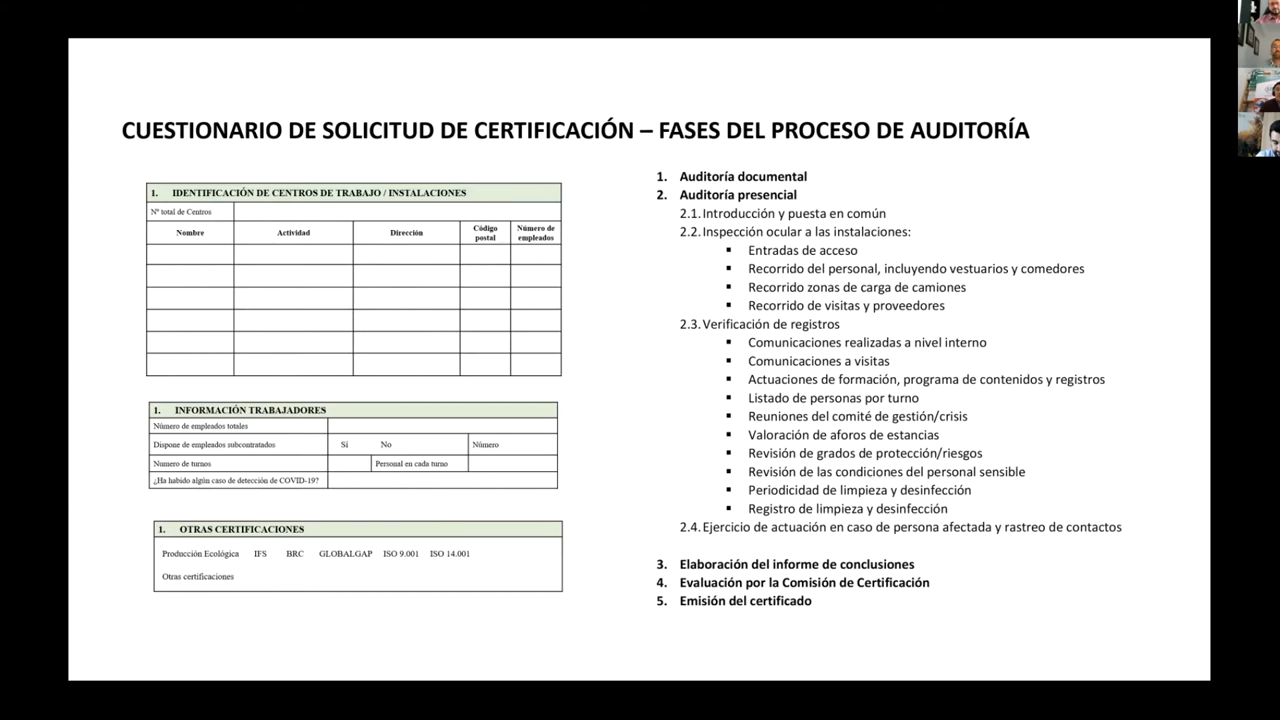 CUESTIONARIO DE SOLICITUD DE CERTIFICACIÓN – FASES DEL PROCESO DE AUDITORÍA
1. IDENTIFICACIÓN DE CENTROS DE TRABAJO / INSTALACIONES
Nº total de Centros
Nombre Actividad Dirección Código postal Número de empleados
1. INFORMACIÓN TRABAJADORES
Número de empleados totales
Dispone de empleados subcontratados Sí No Número
Numero de turnos Personal en cada turno
¿Ha habido algún caso de detección de COVID-19?
1. OTRAS CERTIFICACIONES
Producción Ecológica IFS BRC GLOBALGAP ISO 9.001 ISO 14.001
Otras certificaciones
1. Auditoría documental
2. Auditoría presencial
2.1. Introducción y puesta en común
2.2. Inspección ocular a las instalaciones:
▪ Entradas de acceso
▪ Recorrido del personal, incluyendo vestuarios y comedores
▪ Recorrido zonas de carga de camiones
▪ Recorrido de visitas y proveedores
2.3. Verificación de registros
▪ Comunicaciones realizadas a nivel interno
▪ Comunicaciones a visitas
▪ Actuaciones de formación, programa de contenidos y registros
▪ Listado de personas por turno
▪ Reuniones del comité de gestión/crisis
▪ Valoración de aforos de estancias
▪ Revisión de grados de protección/riesgos
▪ Revisión de las condiciones del personal sensible
▪ Periodicidad de limpieza y desinfección
▪ Registro de limpieza y desinfección
2.4. Ejercicio de actuación en caso de persona afectada y rastreo de contactos
3. Elaboración del informe de conclusiones
4. Evaluación por la Comisión de Certificación
5. Emisión del certificado